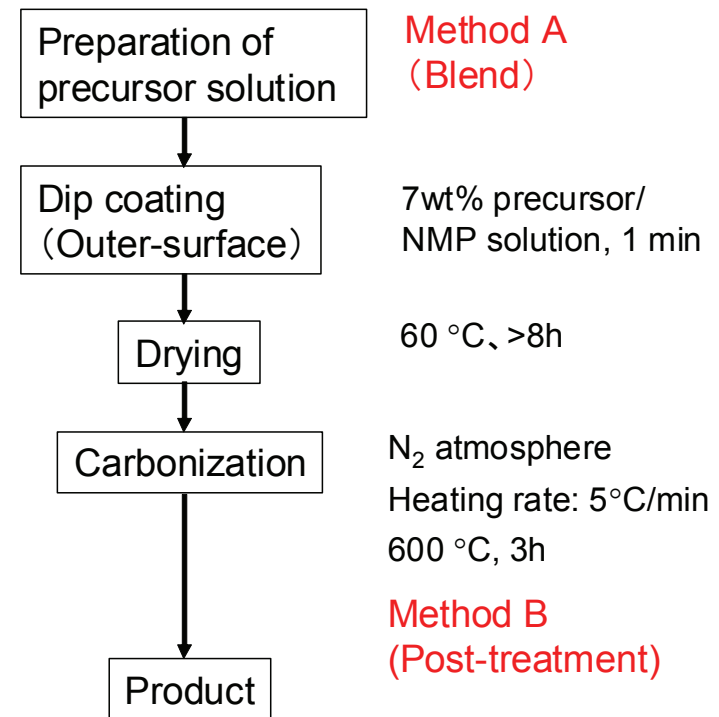 Preparation of
precursor solution
Method A
（Blend）
Dip coating
（Outer-surface）
7wt% precursor/
NMP solution, 1 min
Drying
60 °C、>8h
Carbonization
N₂ atmosphere
Heating rate: 5°C/min
600 °C, 3h
Method B
(Post-treatment)
Product